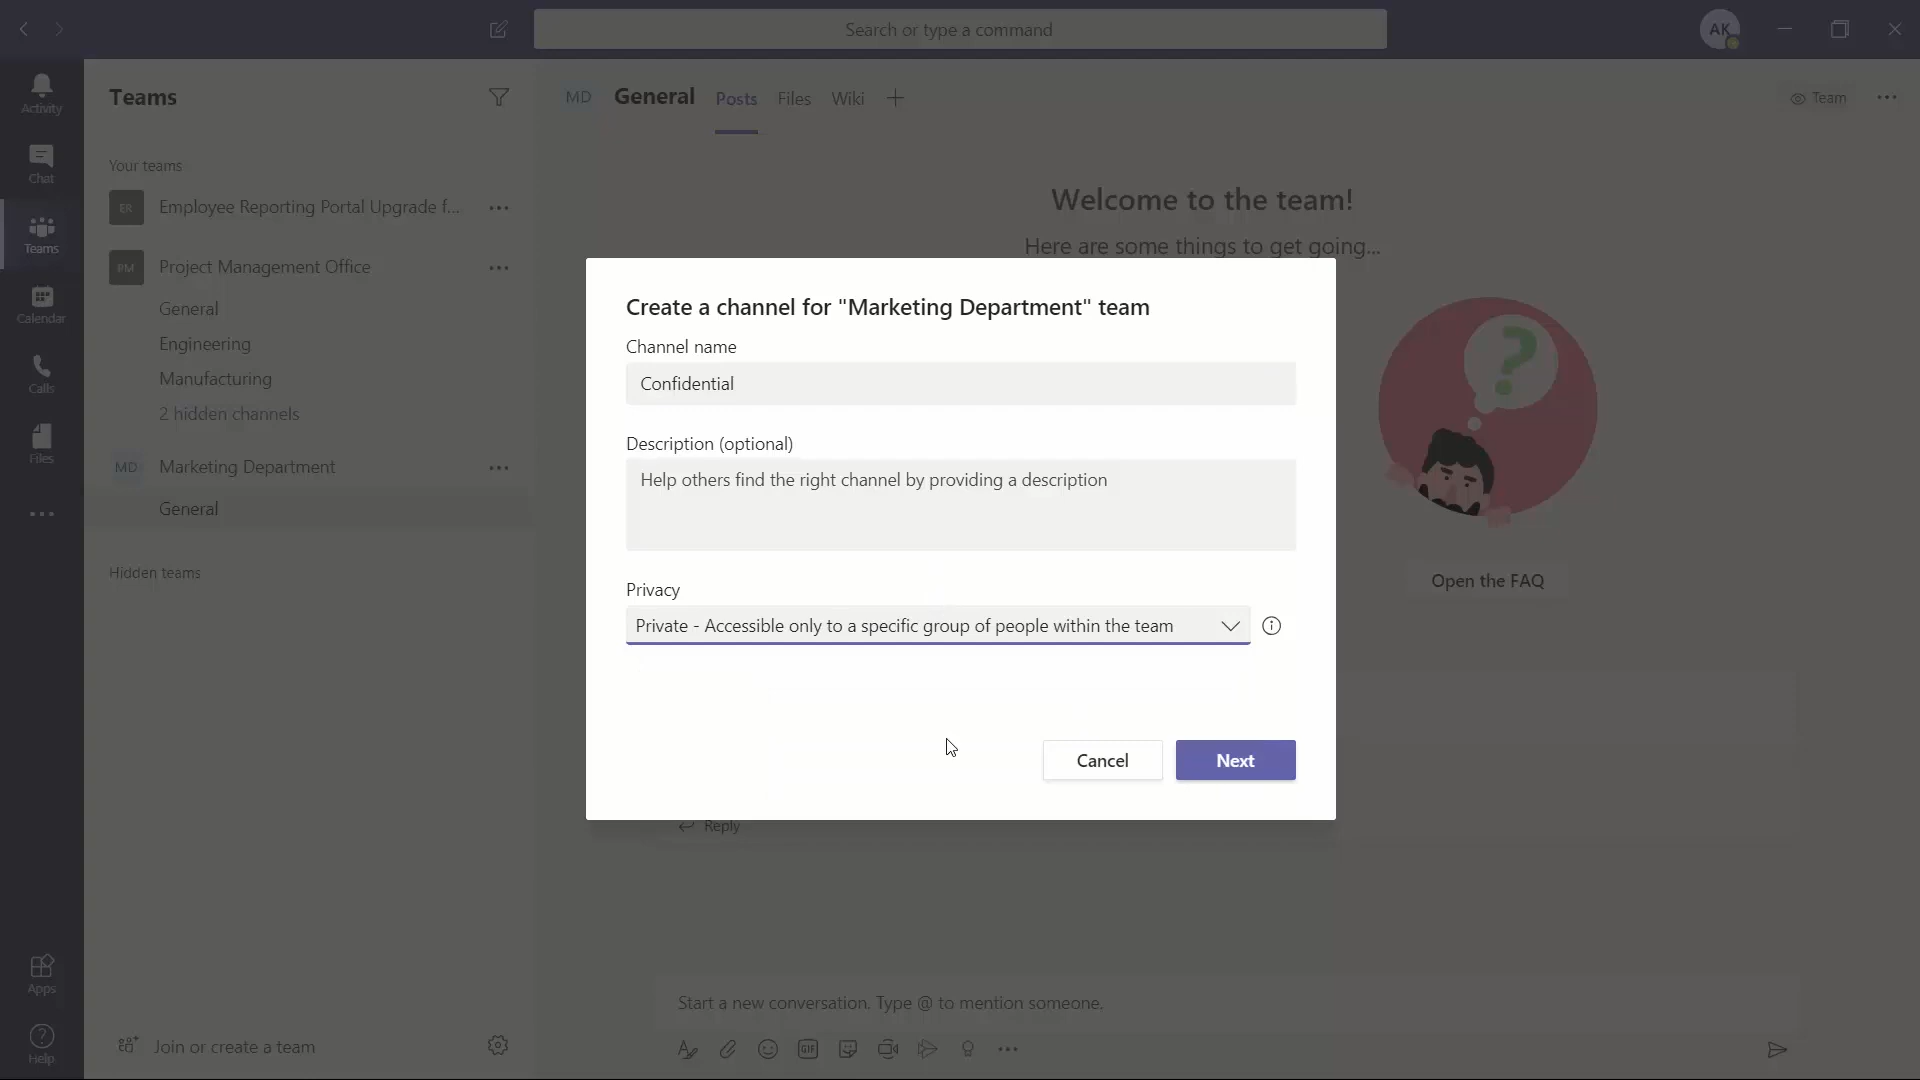 Search or type a command
AK
Activity
Chat
Teams
Calendar
Calls
Files
Apps
Help
Teams
Your teams
ER Employee Reporting Portal Upgrade f...
PM Project Management Office
General
Engineering
Manufacturing
2 hidden channels
MD Marketing Department
General
Hidden teams
Join or create a team
MD General Posts Files Wiki
Team
Welcome to the team!
Here are some things to get going...
Open the FAQ
Create a channel for "Marketing Department" team
Channel name
Confidential
Description (optional)
Help others find the right channel by providing a description
Privacy
Private - Accessible only to a specific group of people within the team
Cancel Next
Reply
Start a new conversation. Type @ to mention someone.
GIF